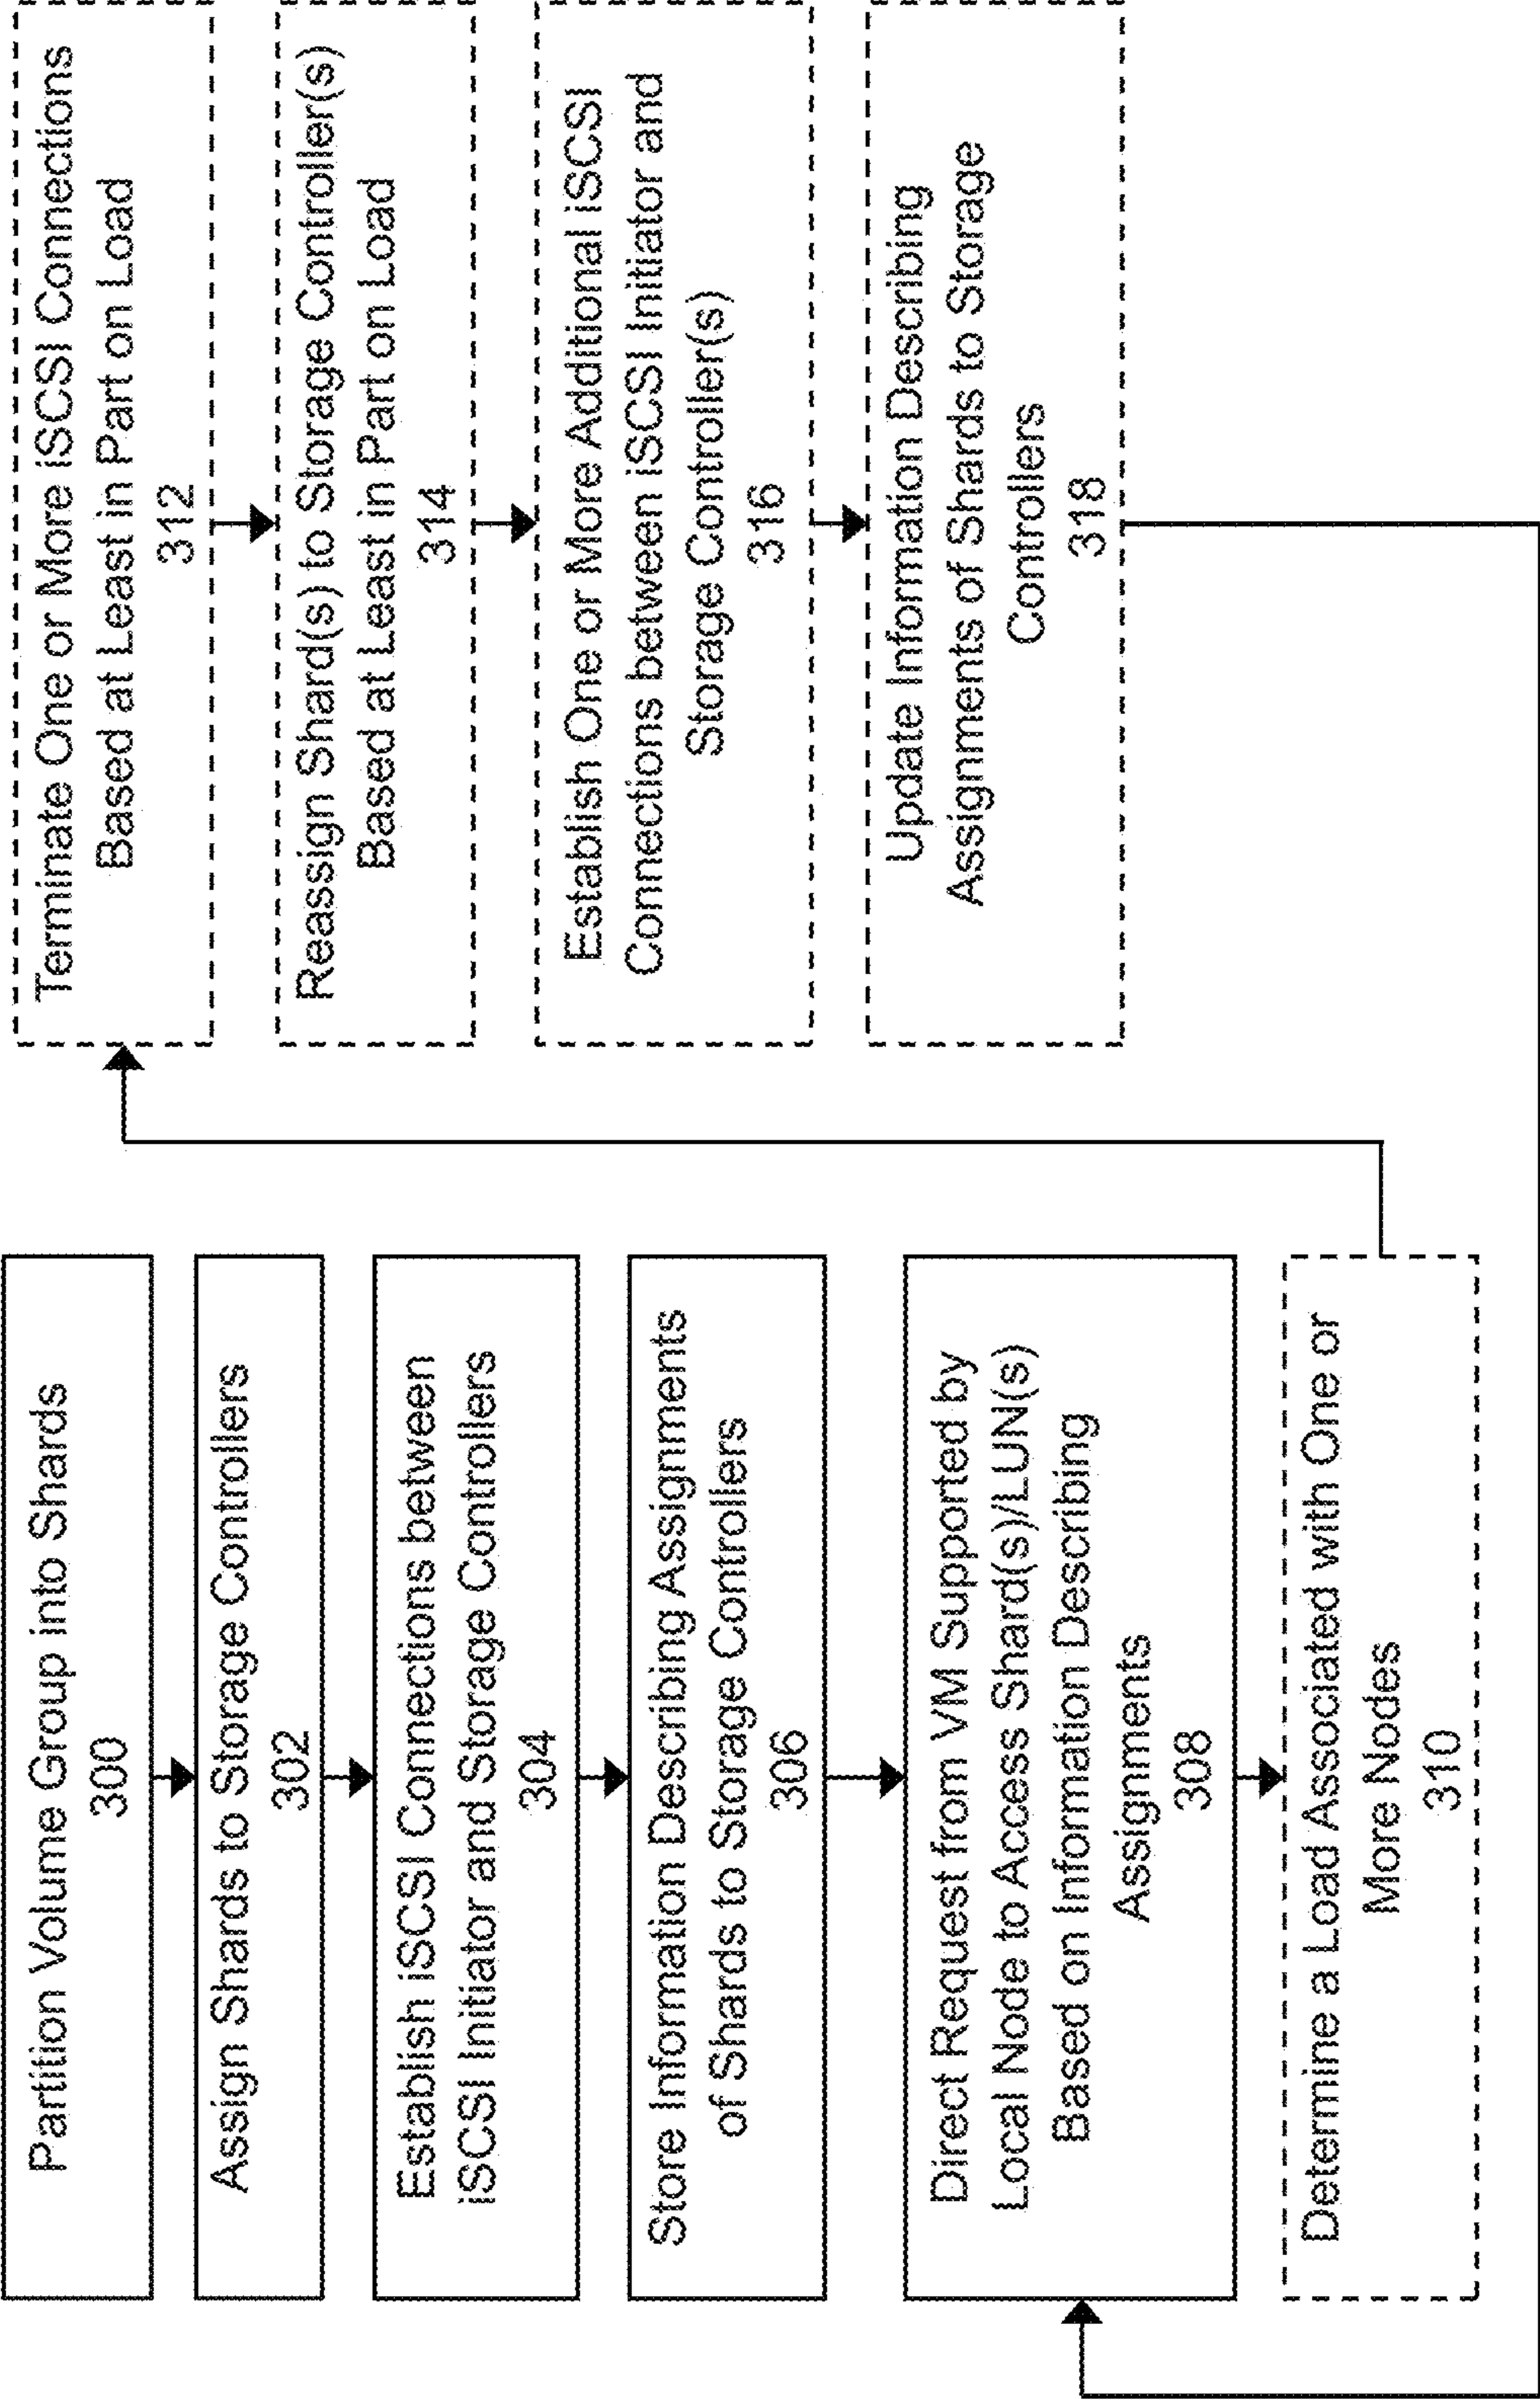 Partition Volume Group into Shards
300
Assign Shards to Storage Controllers
302
Establish iSCSI Connections between
iSCSI Initiator and Storage Controllers
304
Store Information Describing Assignments
of Shards to Storage Controllers
306
Direct Request from VM Supported by
Local Node to Access Shard(s)/LUN(s)
Based on Information Describing
Assignments
308
Determine a Load Associated with One or
More Nodes
310
Terminate One or More iSCSI Connections
Based at Least in Part on Load
312
Reassign Shard(s) to Storage Controller(s)
Based at Least in Part on Load
314
Establish One or More Additional iSCSI
Connections between iSCSI Initiator and
Storage Controller(s)
316
Update Information Describing
Assignments of Shards to Storage
Controllers
318